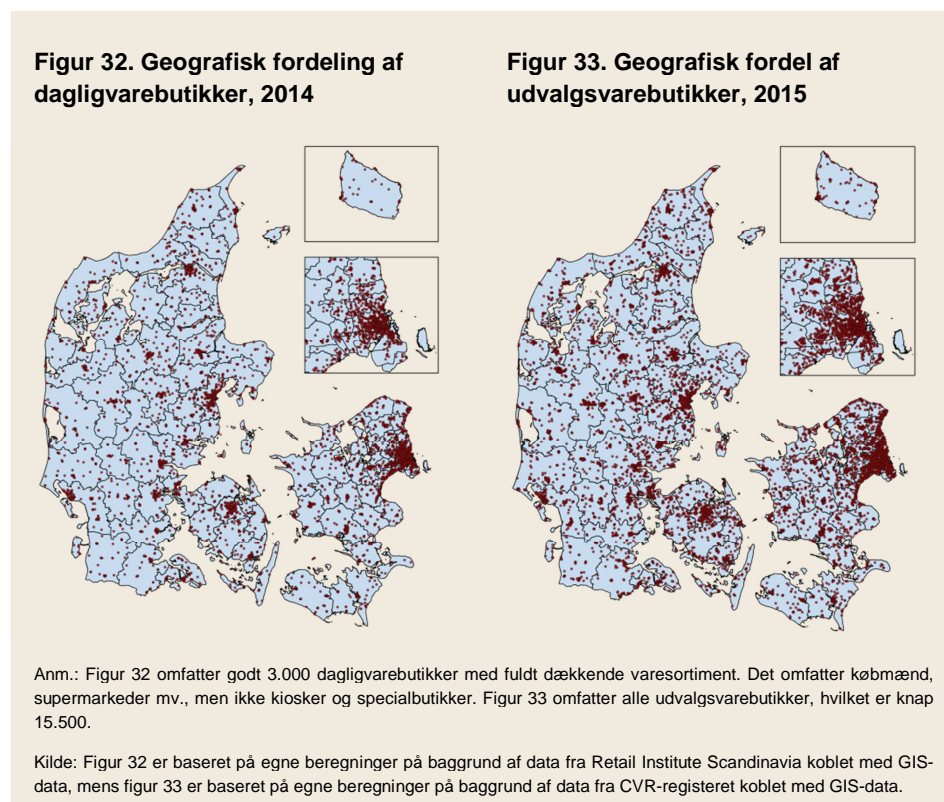 Figur 32. Geografisk fordeling af
dagligvarebutikker, 2014
Figur 33. Geografisk fordel af
udvalgsvarebutikker, 2015
Anm.: Figur 32 omfatter godt 3.000 dagligvarebutikker med fuldt dækkende varesortiment. Det omfatter købmænd,
supermarkeder mv., men ikke kiosker og specialbutikker. Figur 33 omfatter alle udvalgsvarebutikker, hvilket er knap
15.500.
Kilde: Figur 32 er baseret på egne beregninger på baggrund af data fra Retail Institute Scandinavia koblet med GIS-
data, mens figur 33 er baseret på egne beregninger på baggrund af data fra CVR-registeret koblet med GIS-data.